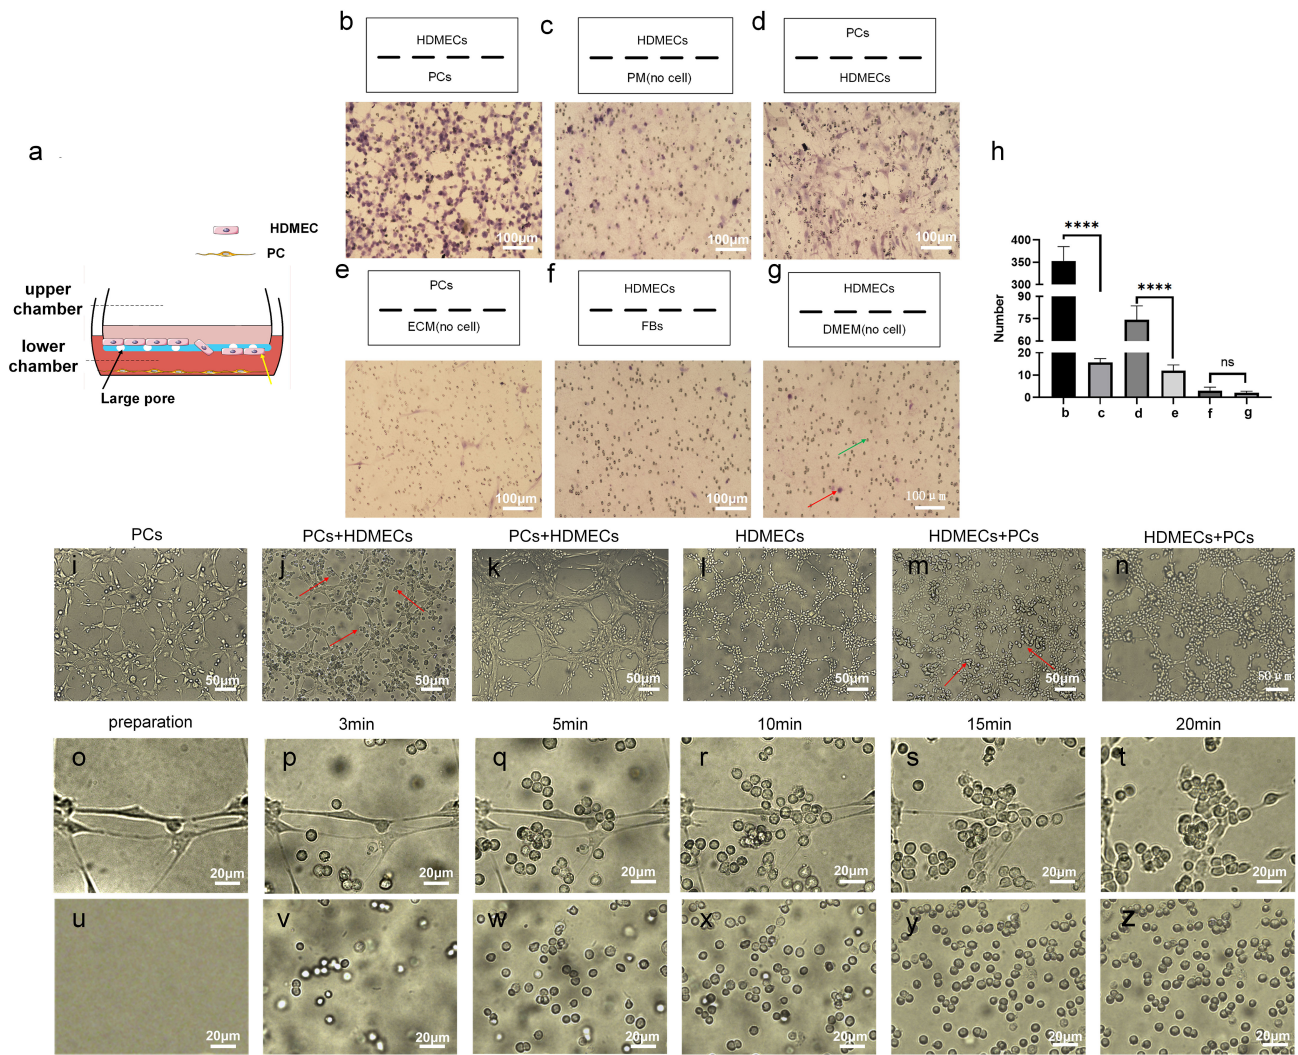 a
HDMEC
PC
upper
chamber
lower
chamber
Large pore
b
HDMECs
PCs
100μm
c
HDMECs
PM(no cell)
100μm
d
PCs
HDMECs
100μm
e
PCs
ECM(no cell)
100μm
f
HDMECs
FBs
100μm
g
HDMECs
DMEM(no cell)
100μm
h
****
****
ns
Number
400
350
300
90
75
60
20
10
0
b c d e f g
PCs
PCs+HDMECs
PCs+HDMECs
HDMECs
HDMECs+PCs
HDMECs+PCs
i
j
k
l
m
n
50μm
50μm
50μm
50μm
50μm
50μm
preparation
3min
5min
10min
15min
20min
o
p
q
r
s
t
20μm
20μm
20μm
20μm
20μm
20μm
u
v
w
x
y
z
20μm
20μm
20μm
20μm
20μm
20μm